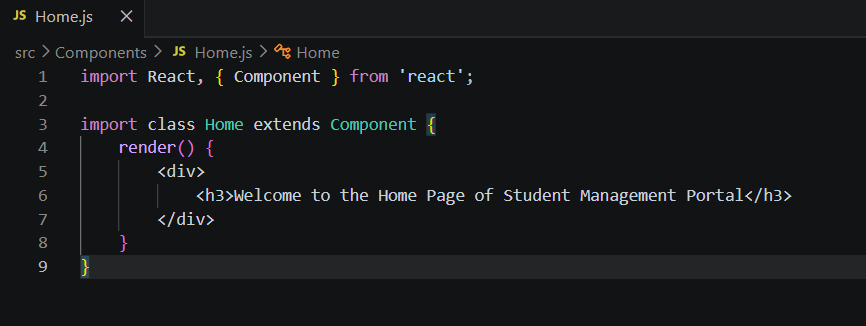 JS Home.js ×
src > Components > JS Home.js > Home
1 import React, { Component } from 'react';
2
3 import class Home extends Component {
4     render() {
5         <div>
6             <h3>Welcome to the Home Page of Student Management Portal</h3>
7         </div>
8     }
9 }